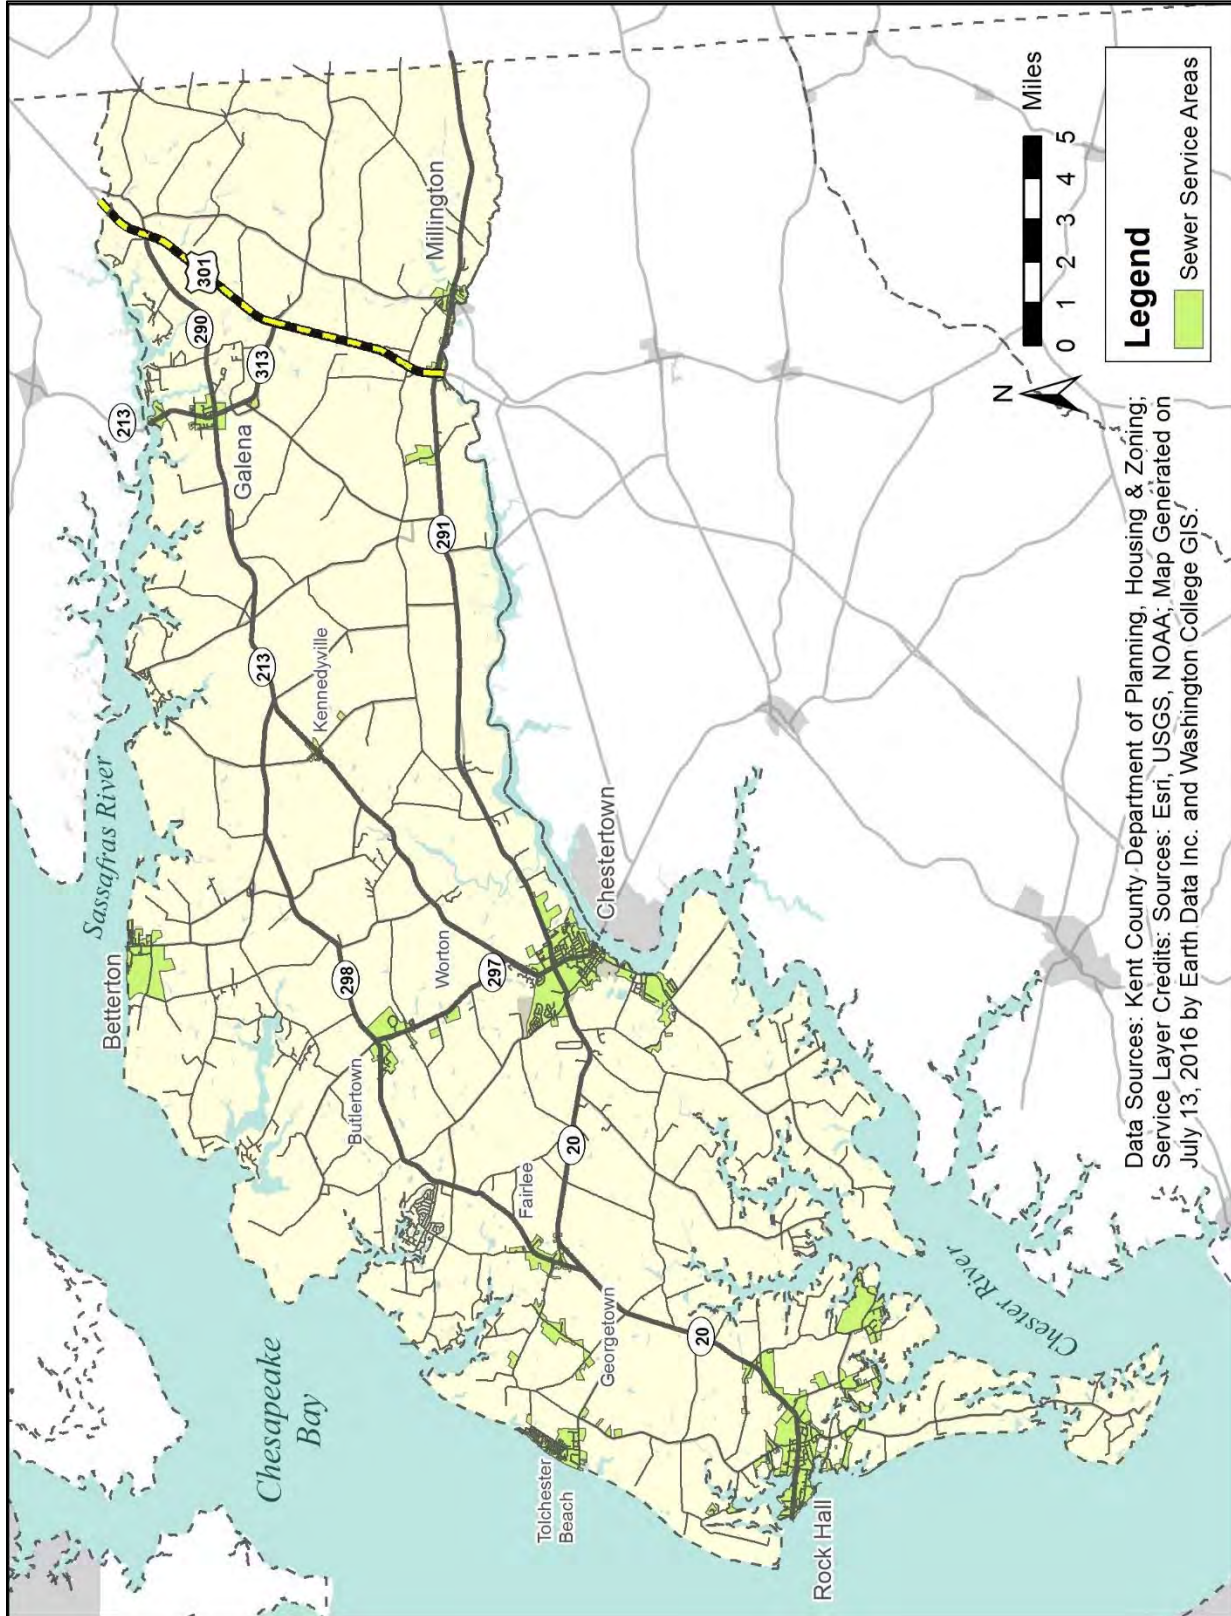 Chesapeake
Bay
Sassafras River
Betterton
213
301
290
313
Galena
213
Kennedyville
Millington
291
298
Worton
297
Butlertown
Chestertown
Fairlee
20
Georgetown
20
Tolchester
Beach
Rock Hall
Chester River
N
0 1 2 3 4 5
Miles
Legend
Sewer Service Areas
Data Sources: Kent County Department of Planning, Housing & Zoning;
Service Layer Credits: Sources: Esri, USGS, NOAA; Map Generated on
July 13, 2016 by Earth Data Inc. and Washington College GIS.